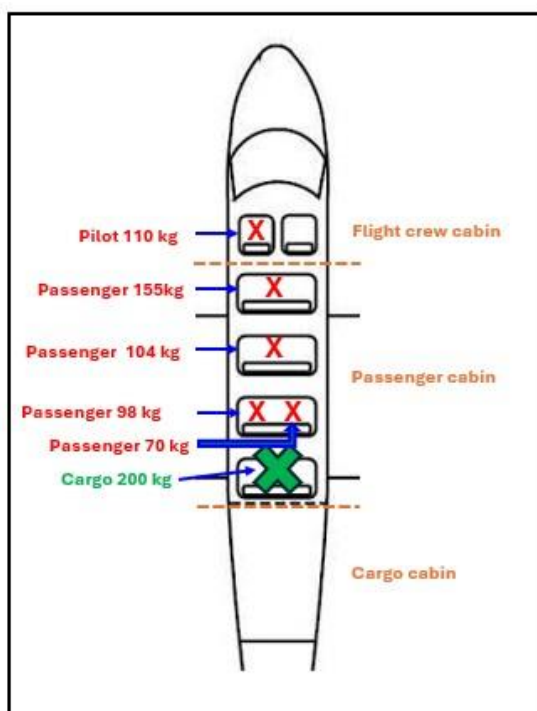 Pilot 110 kg
Flight crew cabin
Passenger 155kg
Passenger 104 kg
Passenger cabin
Passenger 98 kg
Passenger 70 kg
Cargo 200 kg
Cargo cabin